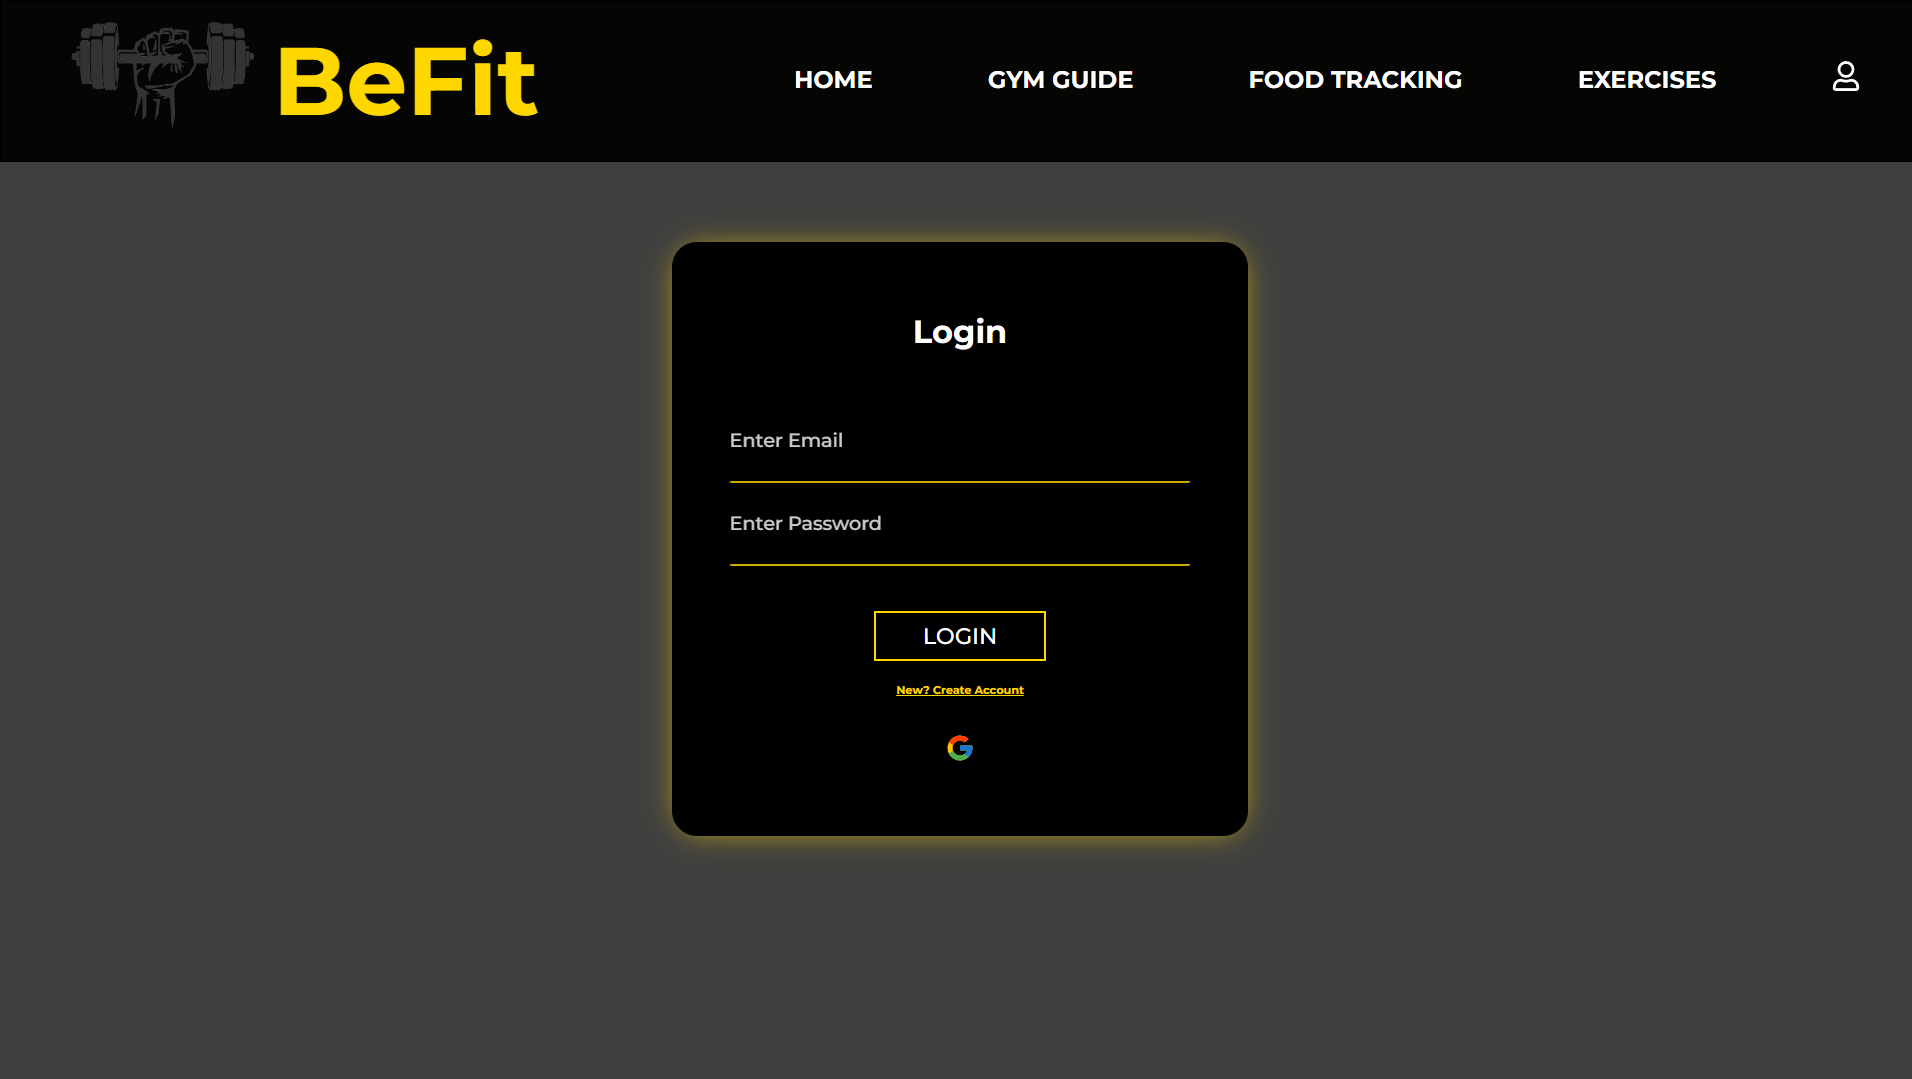 BeFit
HOME GYM GUIDE FOOD TRACKING EXERCISES
Login
Enter Email
Enter Password
LOGIN
New? Create Account